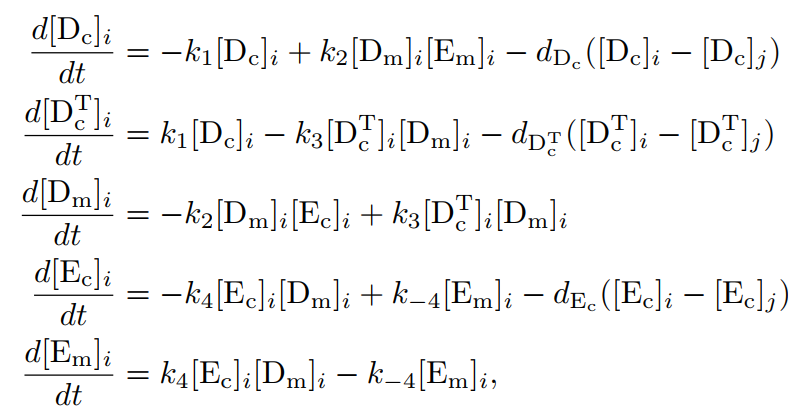 d[D_c]_i/dt = −k_1[D_c]_i + k_2[D_m]_i[E_m]_i − d_{D_c}([D_c]_i − [D_c]_j)
d[D_c^T]_i/dt = k_1[D_c]_i − k_3[D_c^T]_i[D_m]_i − d_{D_c^T}([D_c^T]_i − [D_c^T]_j)
d[D_m]_i/dt = −k_2[D_m]_i[E_c]_i + k_3[D_c^T]_i[D_m]_i
d[E_c]_i/dt = −k_4[E_c]_i[D_m]_i + k_{−4}[E_m]_i − d_{E_c}([E_c]_i − [E_c]_j)
d[E_m]_i/dt = k_4[E_c]_i[D_m]_i − k_{−4}[E_m]_i,